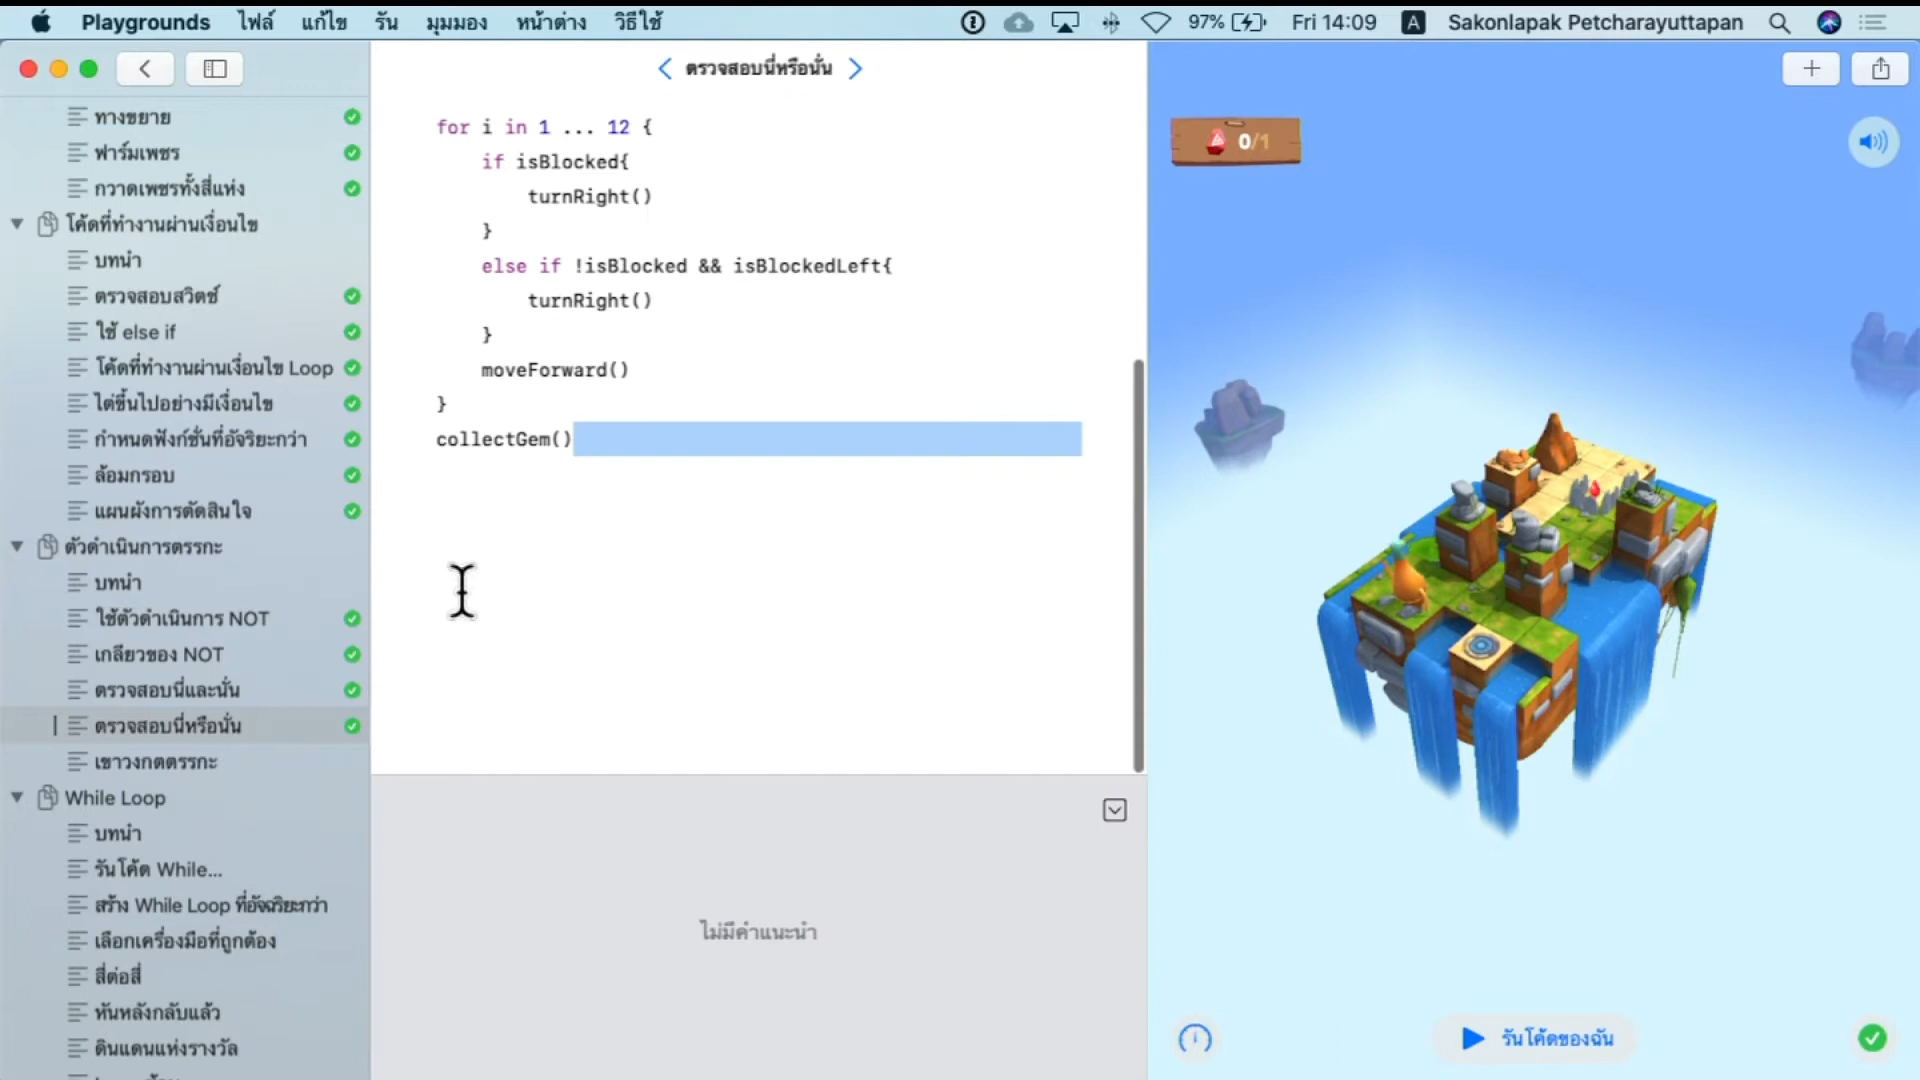 Playgrounds ไฟล์ แก้ไข รัน มุมมอง หน้าต่าง วิธีใช้ 97% Fri 14:09 A Sakonlapak Petcharayuttapan
ตรวจสอบนี่หรือนั่น
ทางขยาย
ฟาร์มเพชร
กวาดเพชรทั้งสี่แห่ง
โค้ดที่ทำงานผ่านเงื่อนไข
บทนำ
ตรวจสอบสวิตช์
ใช้ else if
โค้ดที่ทำงานผ่านเงื่อนไข Loop
ไต่ขึ้นไปอย่างมีเงื่อนไข
กำหนดฟังก์ชั่นที่อัจริยะกว่า
ล้อมกรอบ
แผนผังการตัดสินใจ
ตัวดำเนินการตรรกะ
บทนำ
ใช้ตัวดำเนินการ NOT
เกลียวของ NOT
ตรวจสอบนี่และนั่น
ตรวจสอบนี่หรือนั่น
เขาวงกตตรรกะ
While Loop
บทนำ
รันโค้ด While...
สร้าง While Loop ที่อัจฉริยะกว่า
เลือกเครื่องมือที่ถูกต้อง
สี่ต่อสี่
หันหลังกลับแล้ว
ดินแดนแห่งรางวัล
for i in 1 ... 12 {
if isBlocked{
turnRight()
}
else if !isBlocked && isBlockedLeft{
turnRight()
}
moveForward()
}
collectGem()
ไม่มีคำแนะนำ
0/1
รันโค้ดของฉัน